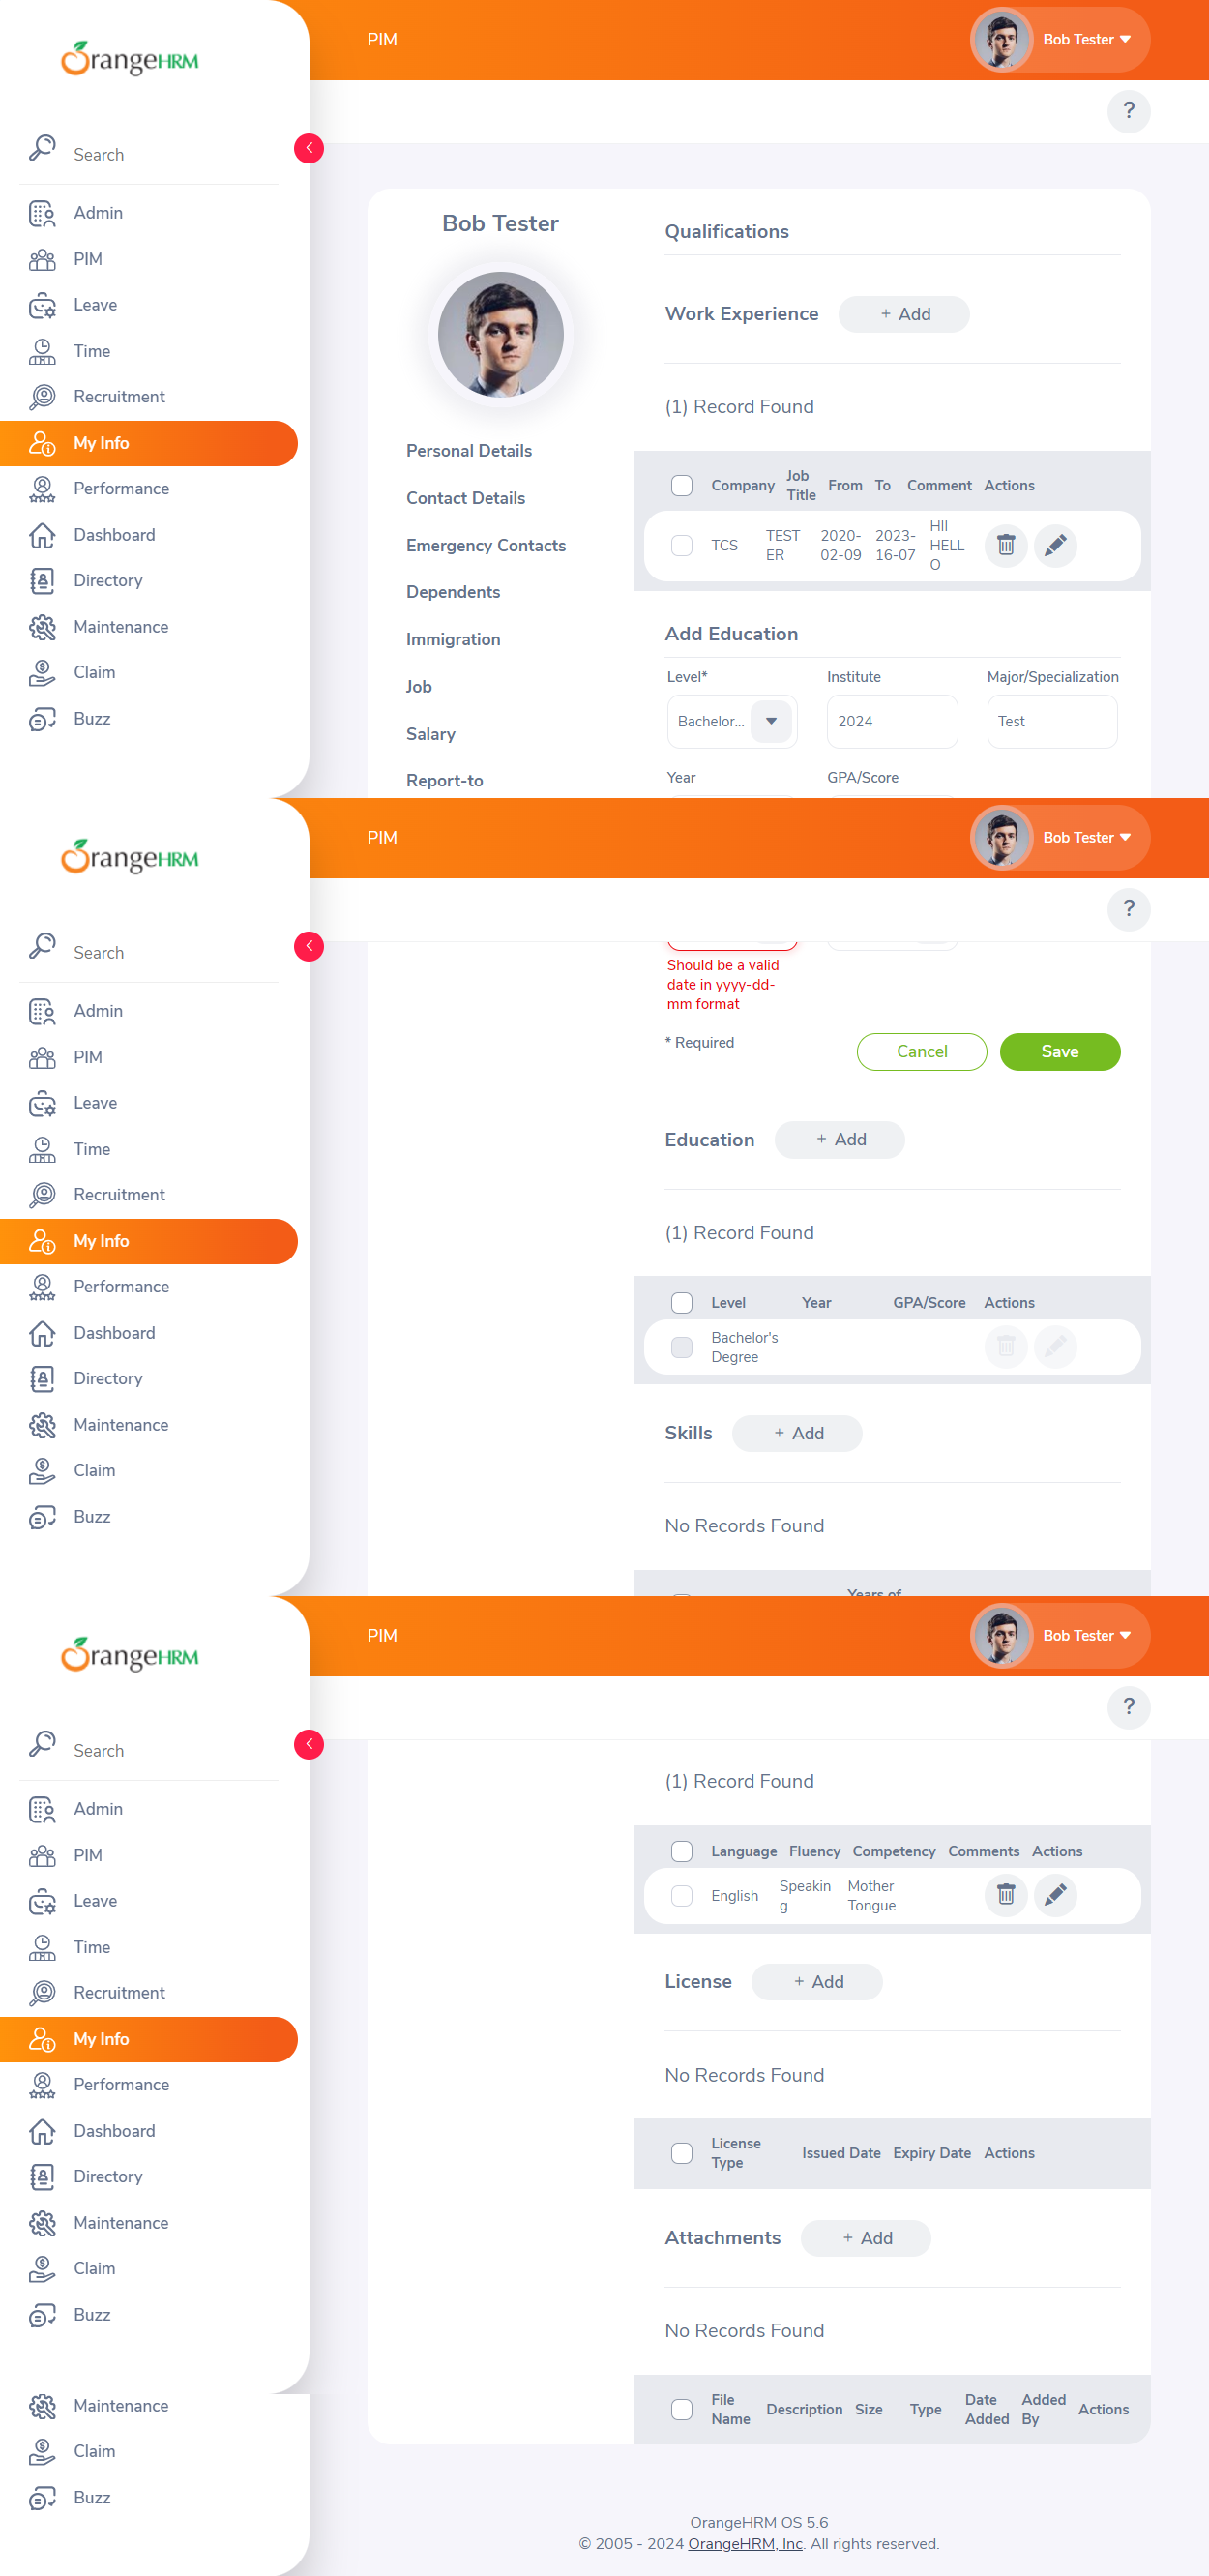 OrangeHRM
PIM
Bob Tester
?
Search
Admin
PIM
Leave
Time
Recruitment
My Info
Performance
Dashboard
Directory
Maintenance
Claim
Buzz
Bob Tester
Personal Details
Contact Details
Emergency Contacts
Dependents
Immigration
Job
Salary
Report-to
Qualifications
Work Experience + Add
(1) Record Found
Company Job Title From To Comment Actions
TCS TEST
ER 2020-
02-09 2023-
16-07 HII
HELL
O
Add Education
Level* Institute Major/Specialization
Bachelor... 2024 Test
Year GPA/Score
OrangeHRM
PIM
Bob Tester
?
Search
Admin
PIM
Leave
Time
Recruitment
My Info
Performance
Dashboard
Directory
Maintenance
Claim
Buzz
Should be a valid
date in yyyy-dd-
mm format
* Required Cancel Save
Education + Add
(1) Record Found
Level Year GPA/Score Actions
Bachelor's
Degree
Skills + Add
No Records Found
Years of
OrangeHRM
PIM
Bob Tester
?
Search
Admin
PIM
Leave
Time
Recruitment
My Info
Performance
Dashboard
Directory
Maintenance
Claim
Buzz
Maintenance
Claim
Buzz
(1) Record Found
Language Fluency Competency Comments Actions
English Speakin
g Mother
Tongue
License + Add
No Records Found
License
Type Issued Date Expiry Date Actions
Attachments + Add
No Records Found
File
Name Description Size Type Date
Added Added
By Actions
OrangeHRM OS 5.6
© 2005 - 2024 OrangeHRM, Inc. All rights reserved.